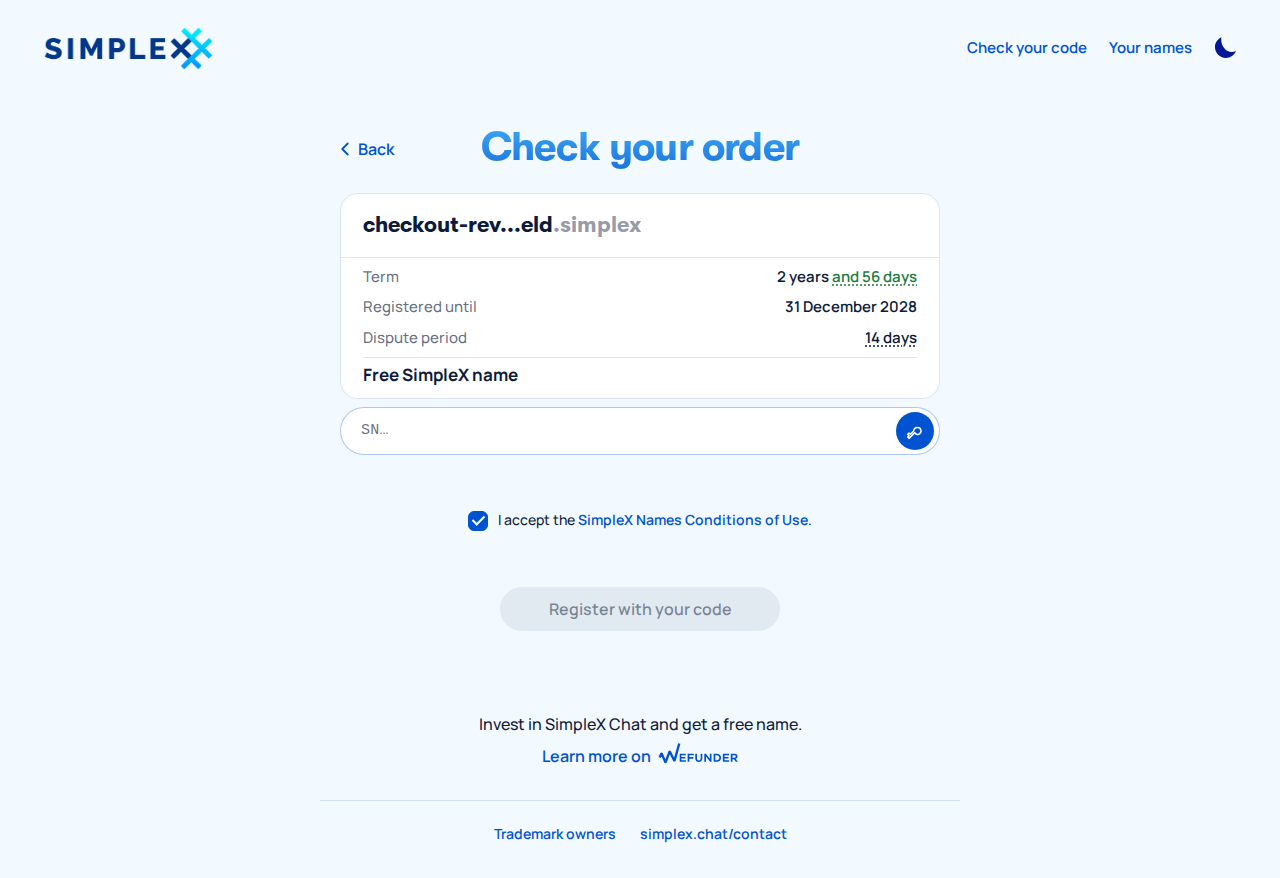 SIMPLEX
Check your code
Your names
Back
Check your order
checkout-rev...eld.simplex
Term
2 years and 56 days
Registered until
31 December 2028
Dispute period
14 days
Free SimpleX name
SN…
I accept the SimpleX Names Conditions of Use.
Register with your code
Invest in SimpleX Chat and get a free name.
Learn more on WEFUNDER
Trademark owners
simplex.chat/contact